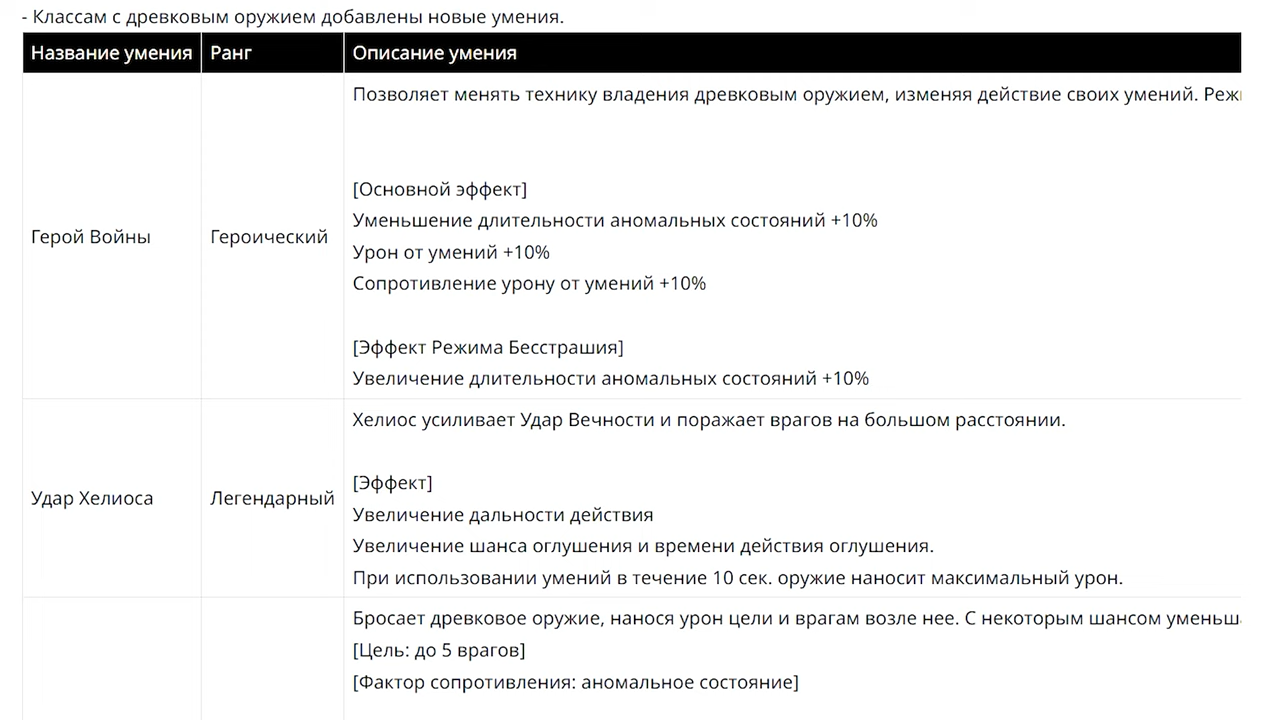 - Классам с древковым оружием добавлены новые умения.
Название умения Ранг Описание умения
Позволяет менять технику владения древковым оружием, изменяя действие своих умений.
[Основной эффект]
Уменьшение длительности аномальных состояний +10%
Герой Войны Героический
Урон от умений +10%
Сопротивление урону от умений +10%
[Эффект Режима Бесстрашия]
Увеличение длительности аномальных состояний +10%
Хелиос усиливает Удар Вечности и поражает врагов на большом расстоянии.
[Эффект]
Удар Хелиоса Легендарный
Увеличение дальности действия
Увеличение шанса оглушения и времени действия оглушения.
При использовании умений в течение 10 сек. оружие наносит максимальный урон.
Бросает древковое оружие, нанося урон цели и врагам возле нее. С некоторым шансом
[Цель: до 5 врагов]
[Фактор сопротивления: аномальное состояние]